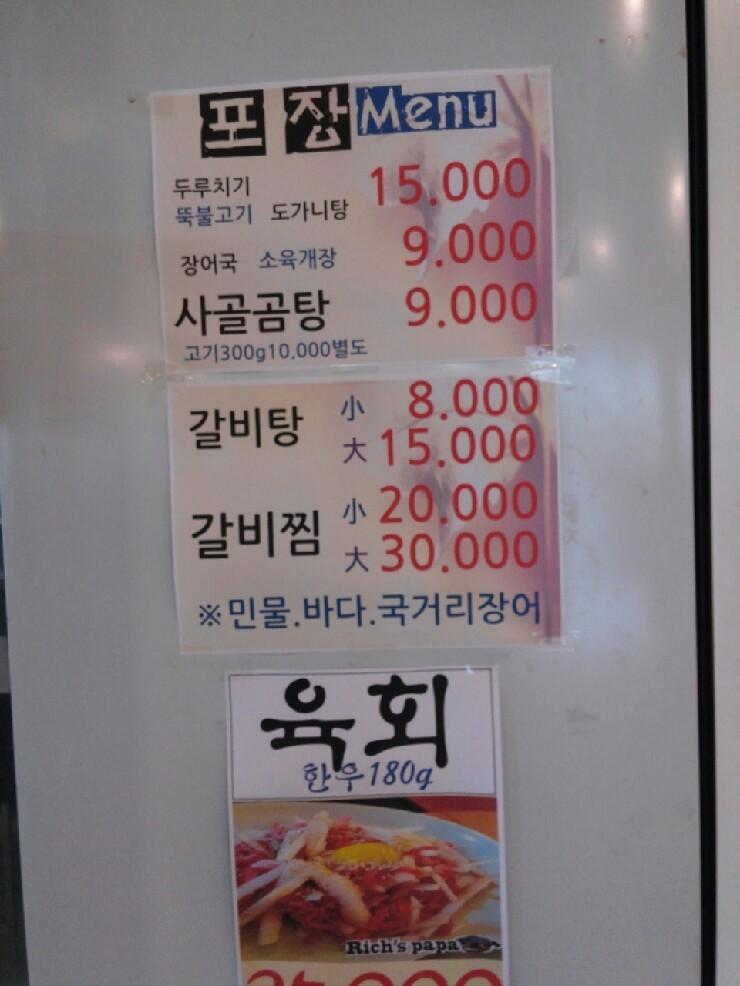 포장 Menu
두루치기
뚝불고기 도가니탕 15.000
장어국 소육개장 9.000
사골곰탕 9.000
고기300g10.000별도
갈비탕 小 8.000
大 15.000
갈비찜 小 20.000
大 30.000
※민물.바다.국거리장어
육회
한우180g
Rich's papa